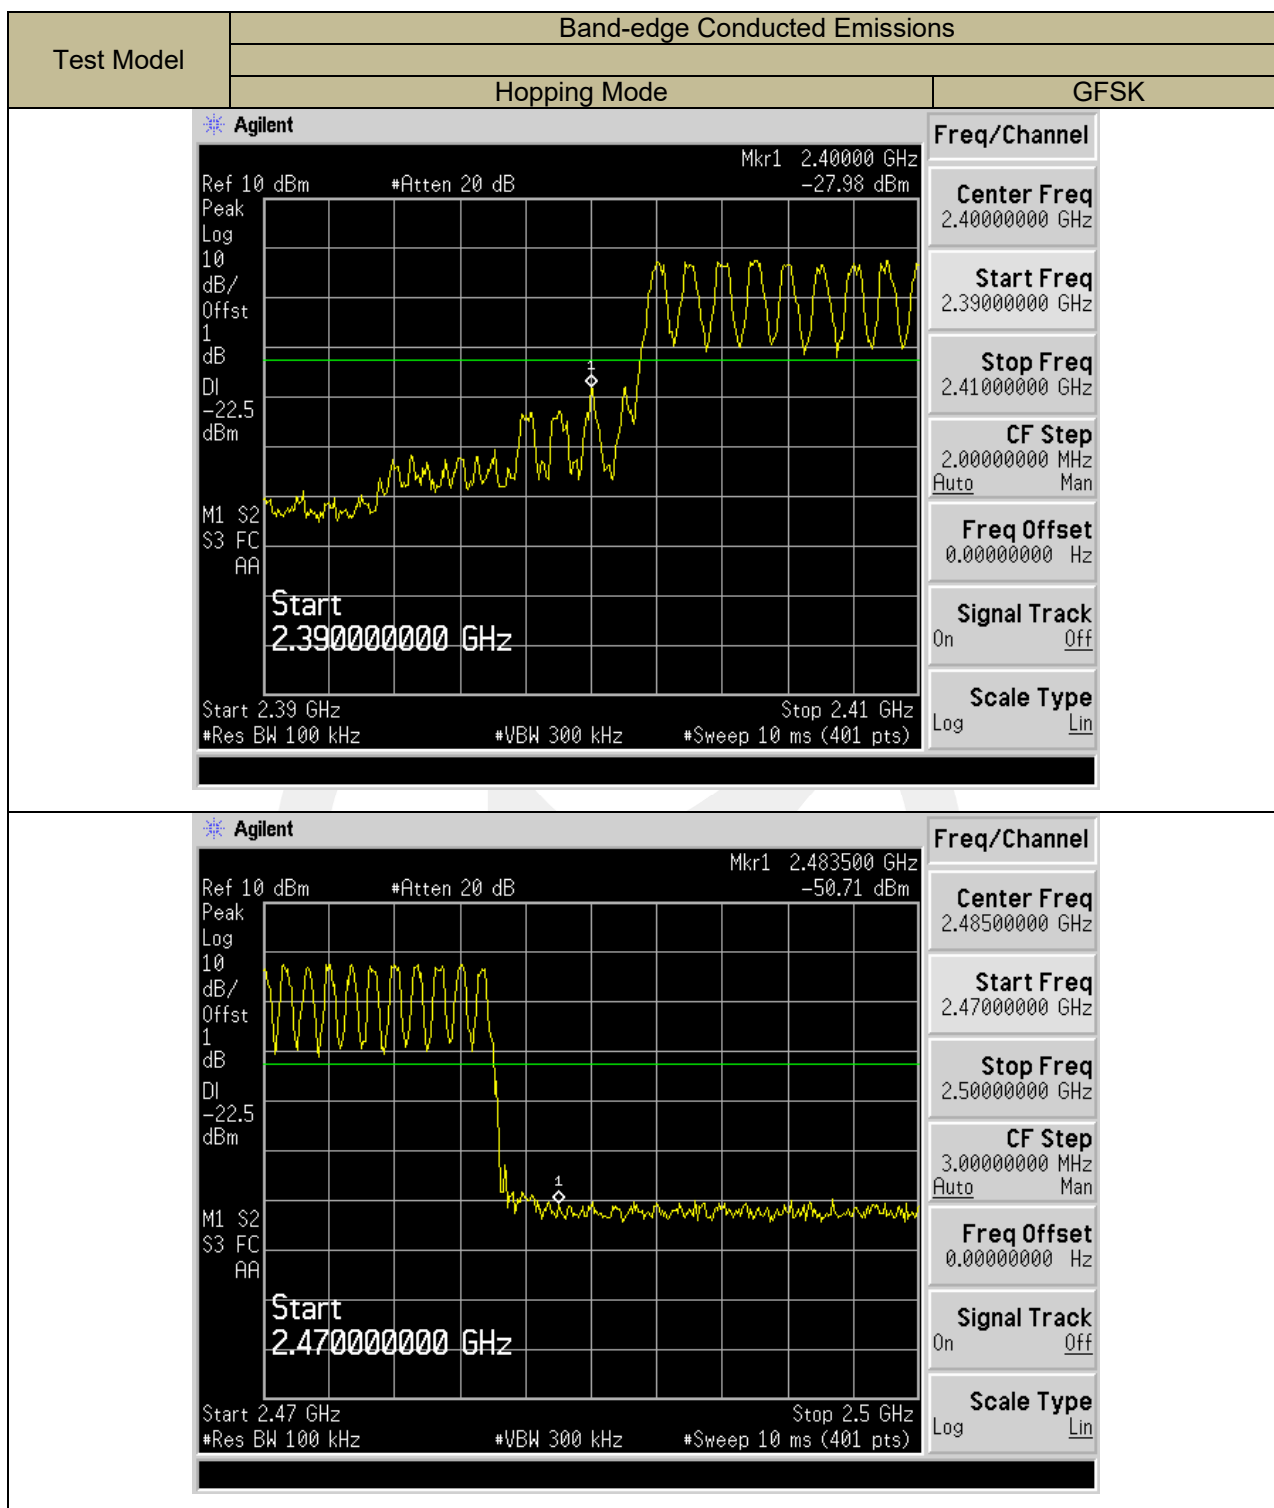 Test Model
Band-edge Conducted Emissions
Hopping Mode
GFSK
Agilent
Freq/Channel
Mkr1 2.40000 GHz
Ref 10 dBm #Atten 20 dB -27.98 dBm
Peak
Log
10
dB/
Offst
1
dB
DI
-22.5
dBm
M1 S2
S3 FC
AA
1
Start
2.390000000 GHz
Start 2.39 GHz Stop 2.41 GHz
#Res BW 100 kHz #VBW 300 kHz #Sweep 10 ms (401 pts)
Center Freq
2.40000000 GHz
Start Freq
2.39000000 GHz
Stop Freq
2.41000000 GHz
CF Step
2.00000000 MHz
Auto Man
Freq Offset
0.00000000 Hz
Signal Track
On Off
Scale Type
Log Lin
Agilent
Freq/Channel
Mkr1 2.483500 GHz
Ref 10 dBm #Atten 20 dB -50.71 dBm
Peak
Log
10
dB/
Offst
1
dB
DI
-22.5
dBm
M1 S2
S3 FC
AA
1
Start
2.470000000 GHz
Start 2.47 GHz Stop 2.5 GHz
#Res BW 100 kHz #VBW 300 kHz #Sweep 10 ms (401 pts)
Center Freq
2.48500000 GHz
Start Freq
2.47000000 GHz
Stop Freq
2.50000000 GHz
CF Step
3.00000000 MHz
Auto Man
Freq Offset
0.00000000 Hz
Signal Track
On Off
Scale Type
Log Lin